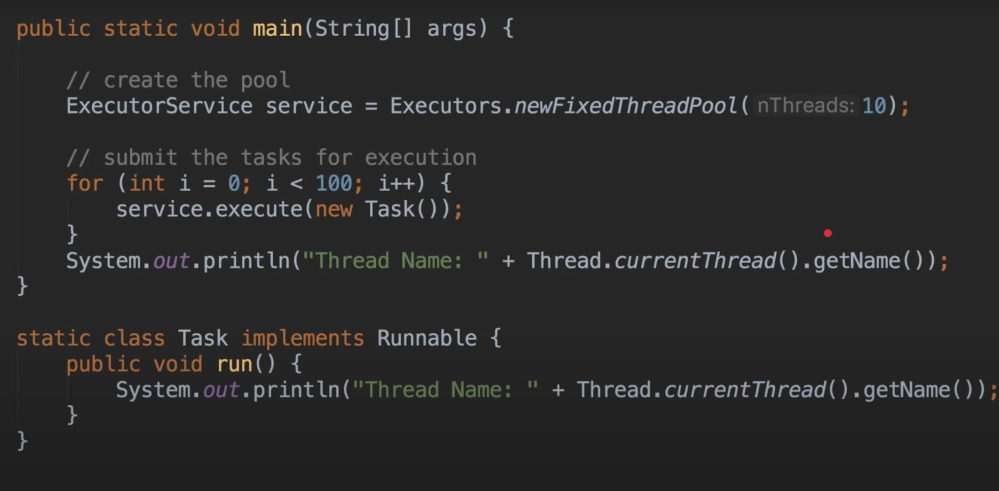 public static void main(String[] args) {
// create the pool
ExecutorService service = Executors.newFixedThreadPool( nThreads: 10);
// submit the tasks for execution
for (int i = 0; i < 100; i++) {
service.execute(new Task());
}
System.out.println("Thread Name: " + Thread.currentThread().getName());
}
static class Task implements Runnable {
public void run() {
System.out.println("Thread Name: " + Thread.currentThread().getName());
}
}